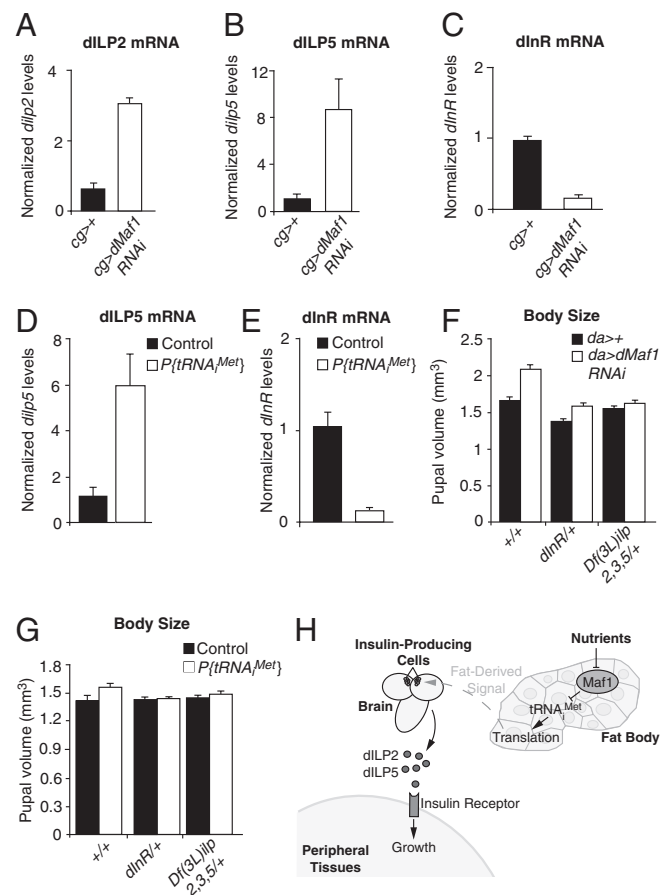 A
dILP2 mRNA
Normalized dilp2 levels
4
2
0
cg>+
cg>dMaf1
RNAi
B
dILP5 mRNA
Normalized dilp5 levels
12
8
4
0
cg>+
cg>dMaf1
RNAi
C
dInR mRNA
Normalized dInR levels
2
1
0
cg>+
cg>dMaf1
RNAi
D
dILP5 mRNA
Control
P{tRNAiMet}
Normalized dilp5 levels
8
6
4
2
0
E
dInR mRNA
Control
P{tRNAiMet}
Normalized dInR levels
2
1
0
F
Body Size
da>+
da>dMaf1
RNAi
Pupal volume (mm3)
2.5
2
1.5
1
0.5
0
+/+
dInR/+
Df(3L)ilp
2,3,5/+
G
Body Size
Control
P{tRNAiMet}
Pupal volume (mm3)
1.8
1.5
1.2
0.9
0.6
0.3
0
+/+
dInR/+
Df(3L)ilp
2,3,5/+
H
Insulin-Producing
Cells
Fat-Derived
Signal
Brain
Nutrients
Maf1
tRNAiMet
Translation
Fat Body
dILP2
dILP5
Insulin Receptor
Growth
Peripheral
Tissues